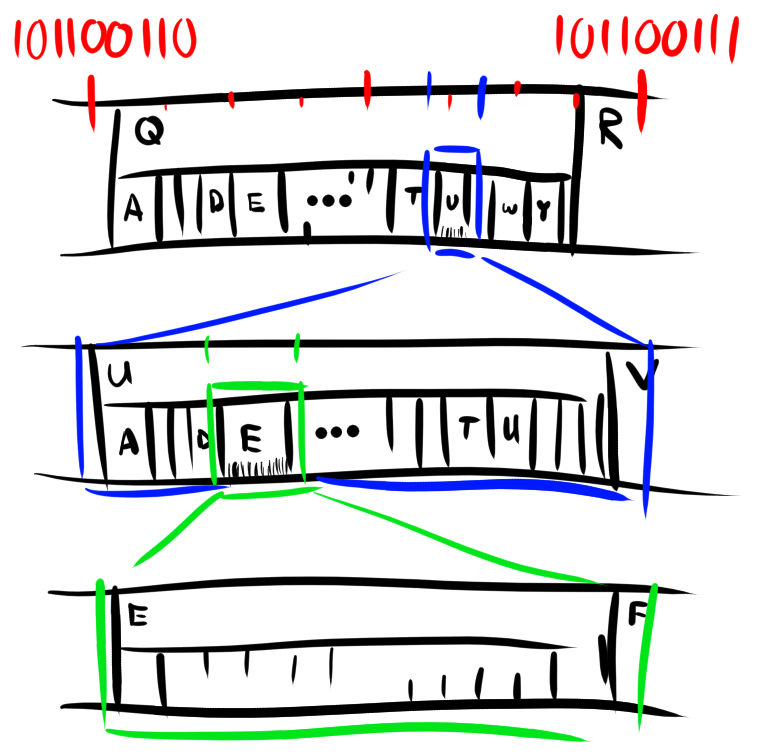 101100110 101100111
Q R
A D E ••• T U W Y
U V
A D E ••• T U
E F